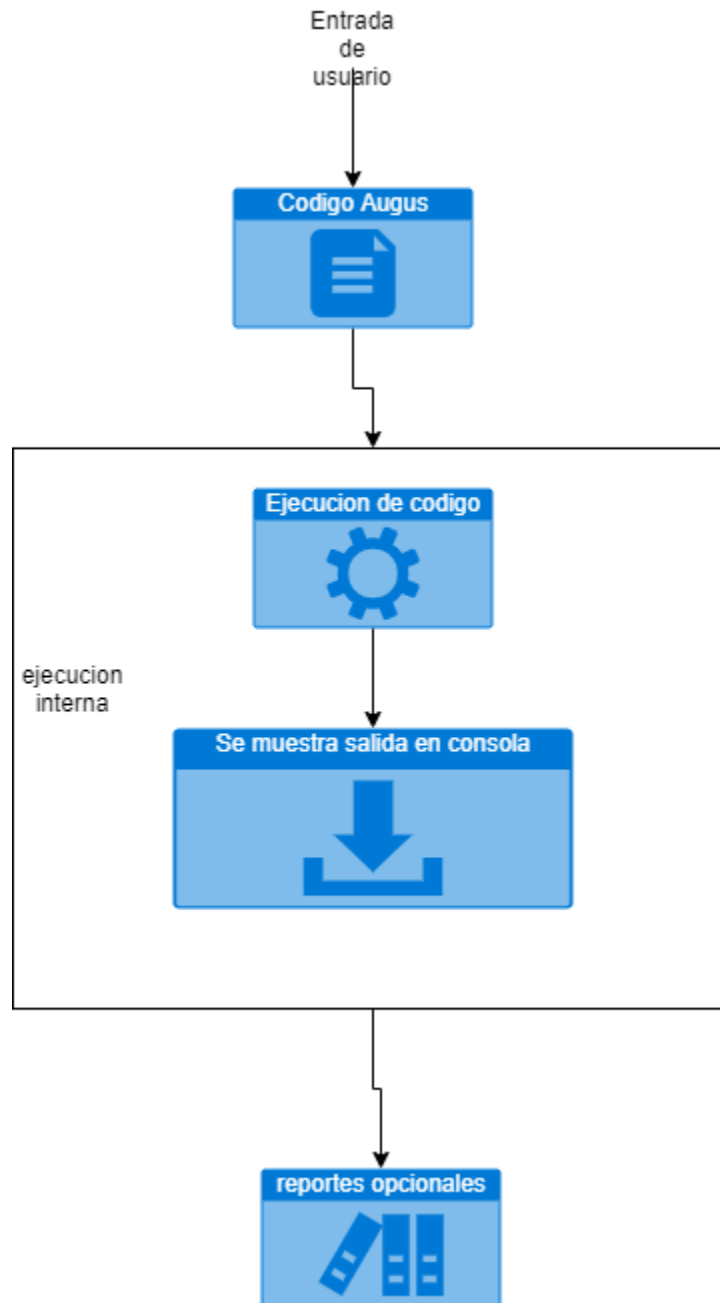 Entrada
de
usuario
Codigo Augus
Ejecucion de codigo
ejecucion
interna
Se muestra salida en consola
reportes opcionales